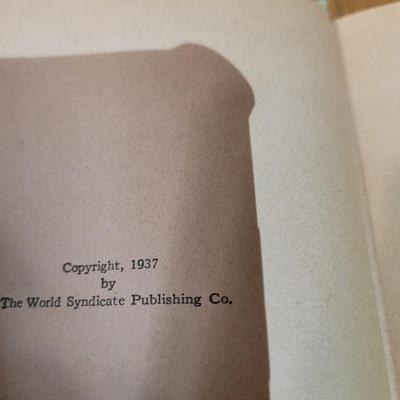 Copyright, 1937
by
The World Syndicate Publishing Co.